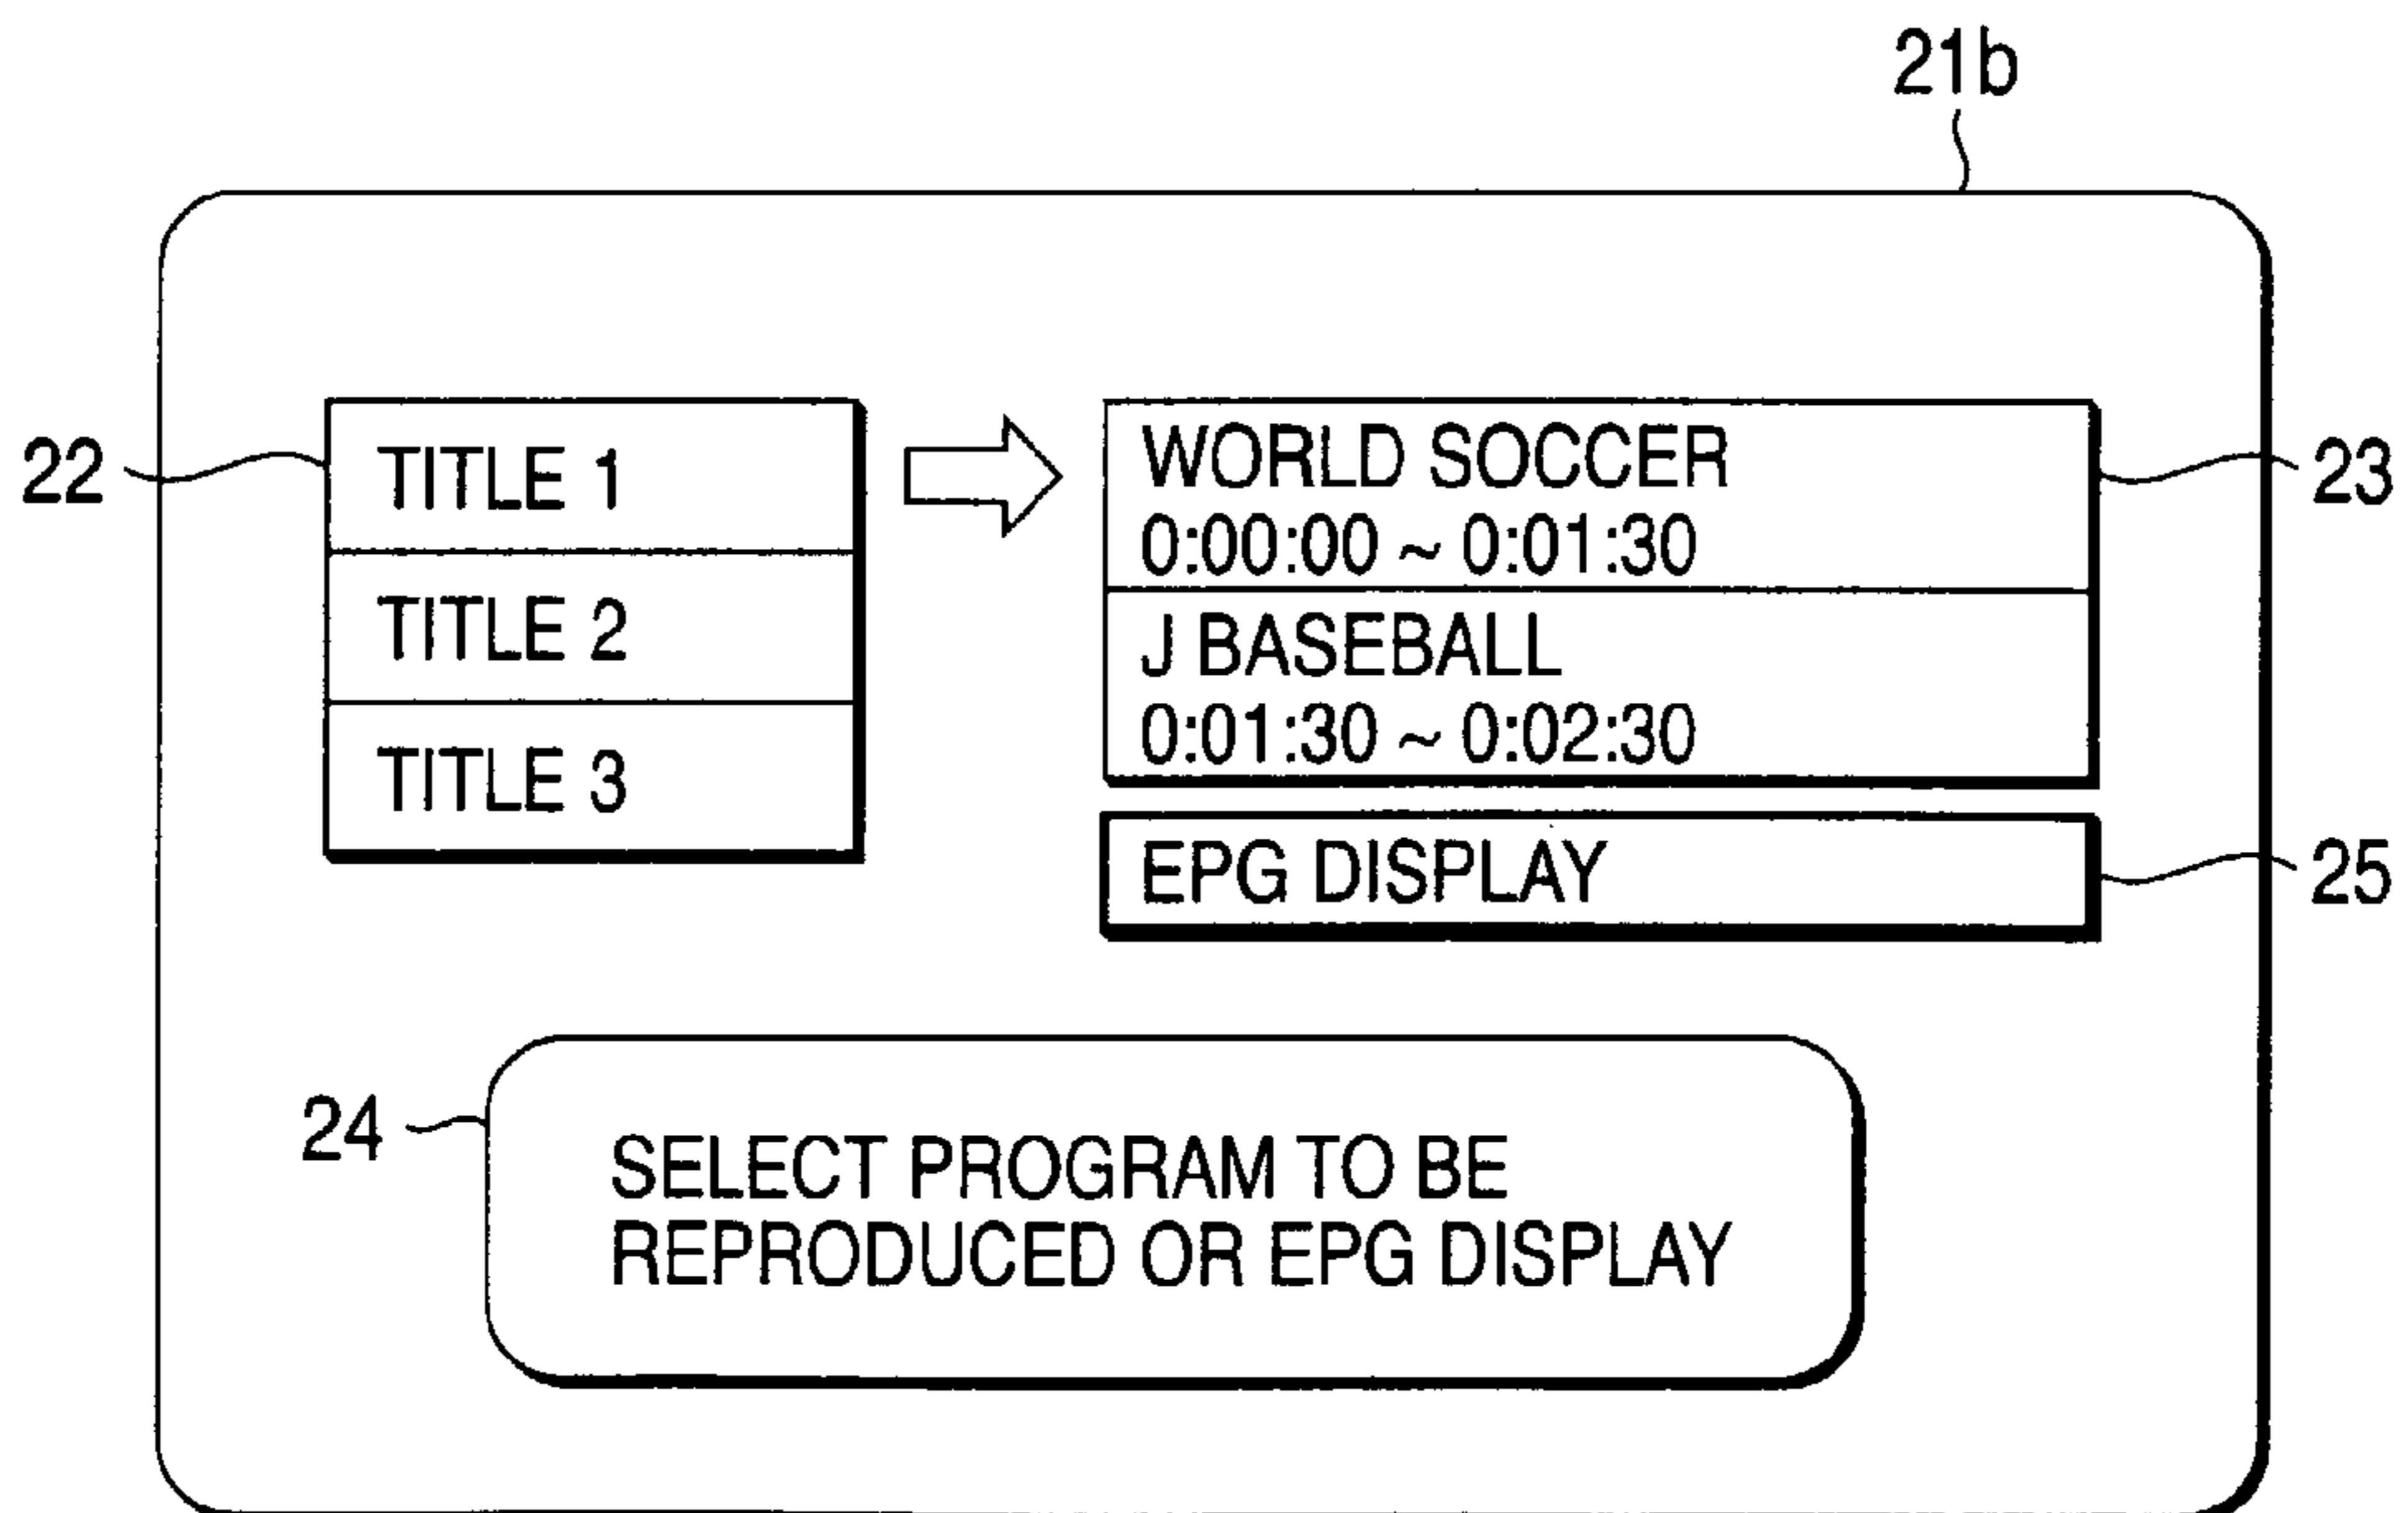 21b
22
TITLE 1
TITLE 2
TITLE 3
WORLD SOCCER
0:00:00 ~ 0:01:30
J BASEBALL
0:01:30 ~ 0:02:30
23
EPG DISPLAY
25
24
SELECT PROGRAM TO BE
REPRODUCED OR EPG DISPLAY